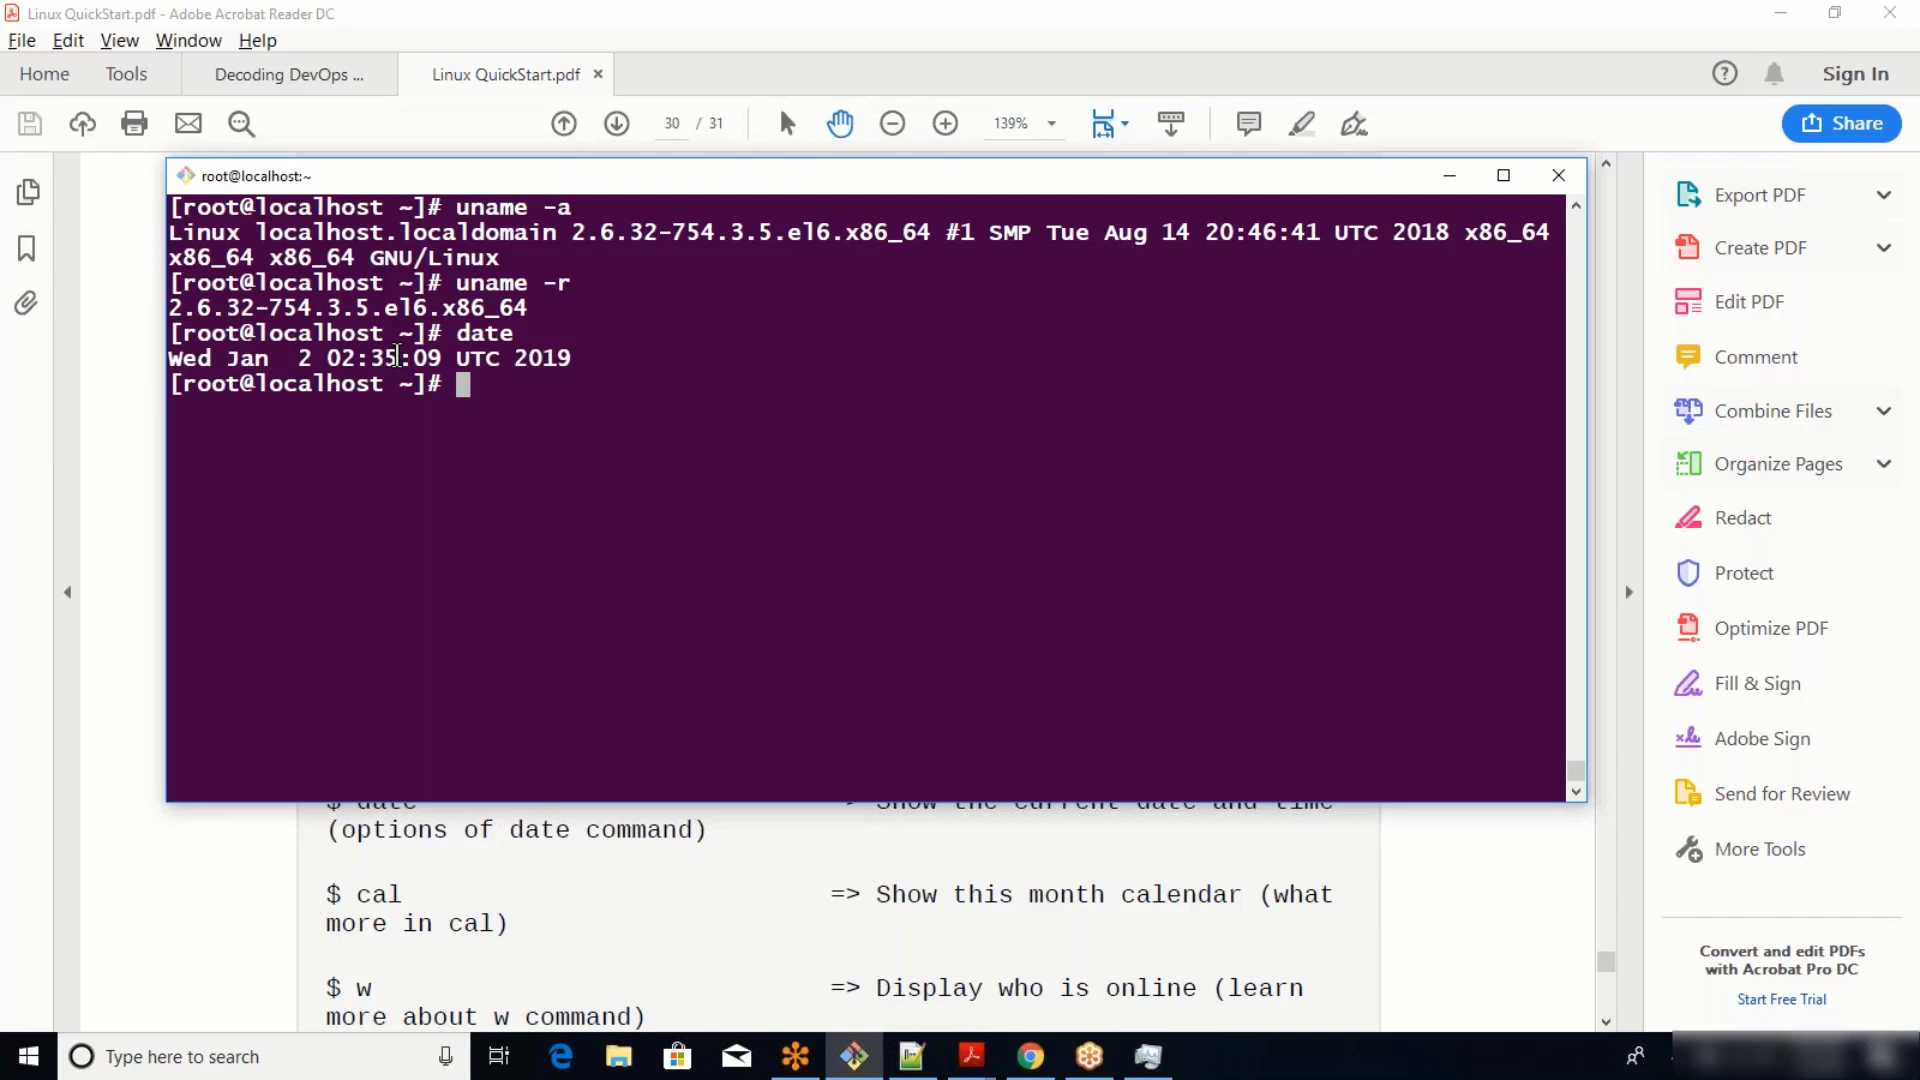 Linux QuickStart.pdf - Adobe Acrobat Reader DC
File Edit View Window Help
Home Tools Decoding DevOps ... Linux QuickStart.pdf × Sign In
30 / 31 139% Share
root@localhost:~
[root@localhost ~]# uname -a
Linux localhost.localdomain 2.6.32-754.3.5.el6.x86_64 #1 SMP Tue Aug 14 20:46:41 UTC 2018 x86_64
x86_64 x86_64 GNU/Linux
[root@localhost ~]# uname -r
2.6.32-754.3.5.el6.x86_64
[root@localhost ~]# date
Wed Jan  2 02:35:09 UTC 2019
[root@localhost ~]#
$ date => Show the current date and time
(options of date command)
$ cal => Show this month calendar (what
more in cal)
$ w => Display who is online (learn
more about w command)
Export PDF
Create PDF
Edit PDF
Comment
Combine Files
Organize Pages
Redact
Protect
Optimize PDF
Fill & Sign
Adobe Sign
Send for Review
More Tools
Convert and edit PDFs
with Acrobat Pro DC
Start Free Trial
Type here to search